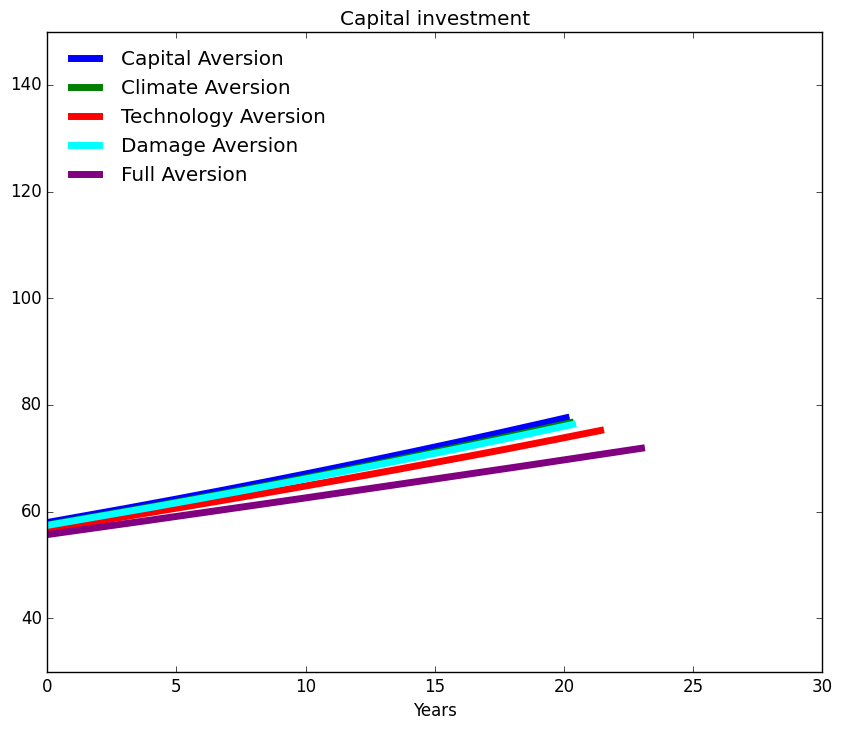 Capital investment
Capital Aversion
Climate Aversion
Technology Aversion
Damage Aversion
Full Aversion
140
120
100
80
60
40
0 5 10 15 20 25 30
Years